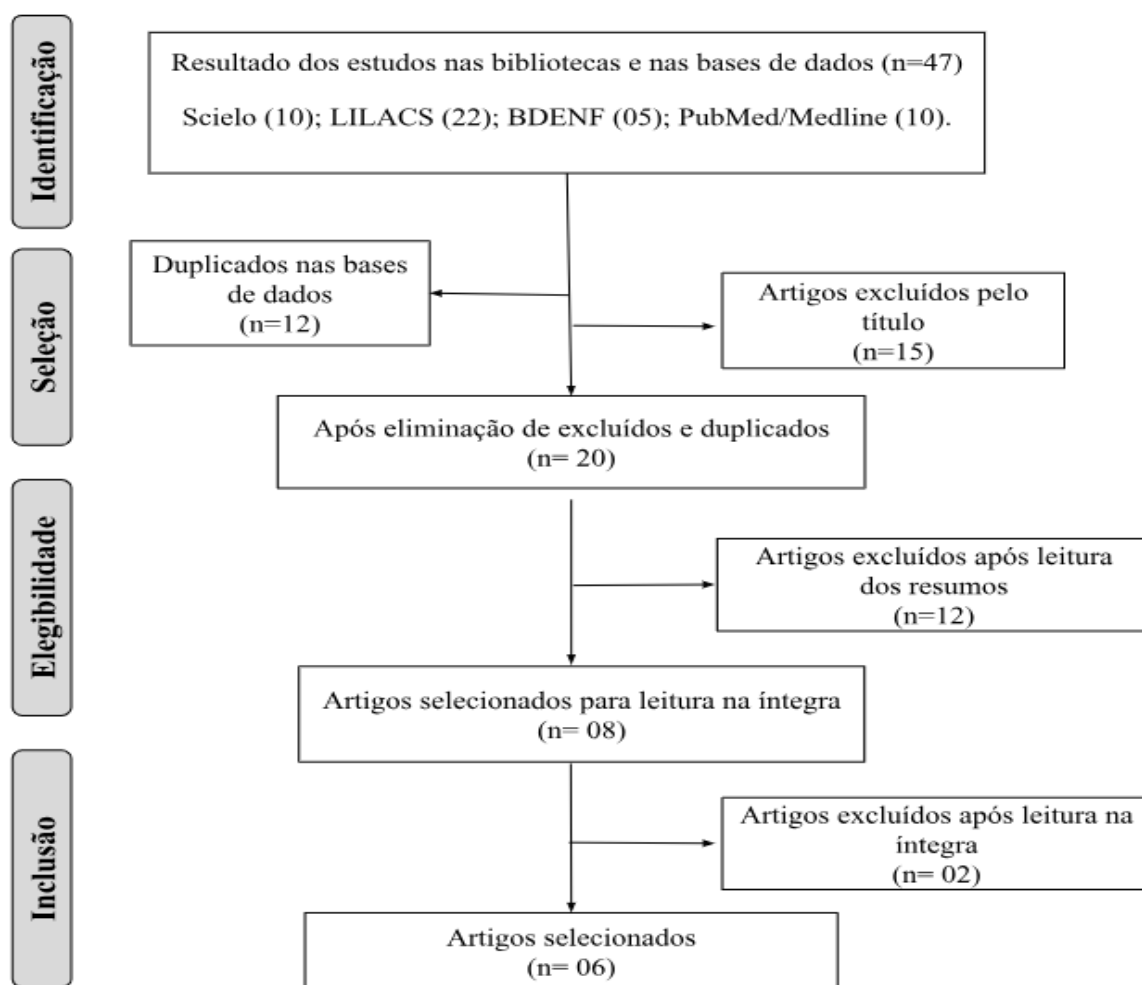 Identificação
Resultado dos estudos nas bibliotecas e nas bases de dados (n=47)
Scielo (10); LILACS (22); BDENF (05); PubMed/Medline (10).
Seleção
Duplicados nas bases
de dados
(n=12)
Artigos excluídos pelo
título
(n=15)
Após eliminação de excluídos e duplicados
(n= 20)
Elegibilidade
Artigos excluídos após leitura
dos resumos
(n=12)
Artigos selecionados para leitura na íntegra
(n= 08)
Inclusão
Artigos excluídos após leitura na
íntegra
(n= 02)
Artigos selecionados
(n= 06)